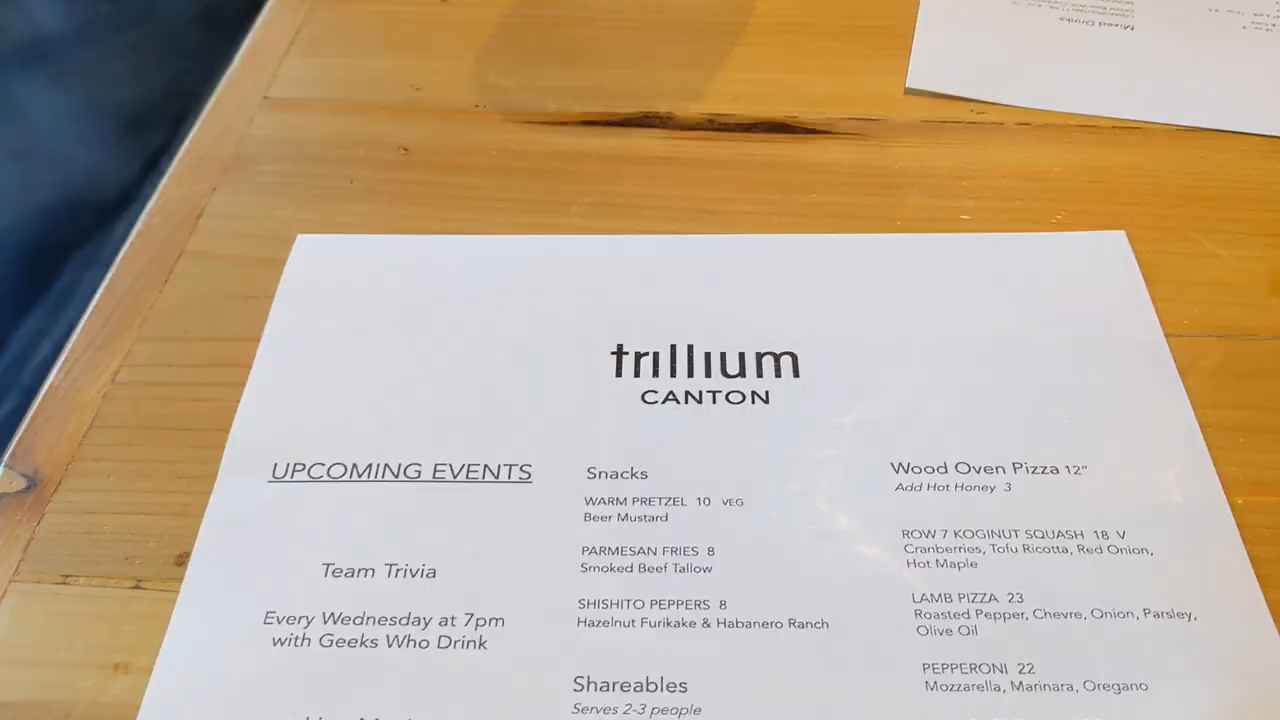 Mixed Drinks
trillium
CANTON
UPCOMING EVENTS
Team Trivia
Every Wednesday at 7pm
with Geeks Who Drink
Snacks
WARM PRETZEL 10 VEG
Beer Mustard
PARMESAN FRIES 8
Smoked Beef Tallow
SHISHITO PEPPERS 8
Hazelnut Furikake & Habanero Ranch
Shareables
Serves 2-3 people
Wood Oven Pizza 12"
Add Hot Honey 3
ROW 7 KOGINUT SQUASH 18 V
Cranberries, Tofu Ricotta, Red Onion,
Hot Maple
LAMB PIZZA 23
Roasted Pepper, Chevre, Onion, Parsley,
Olive Oil
PEPPERONI 22
Mozzarella, Marinara, Oregano